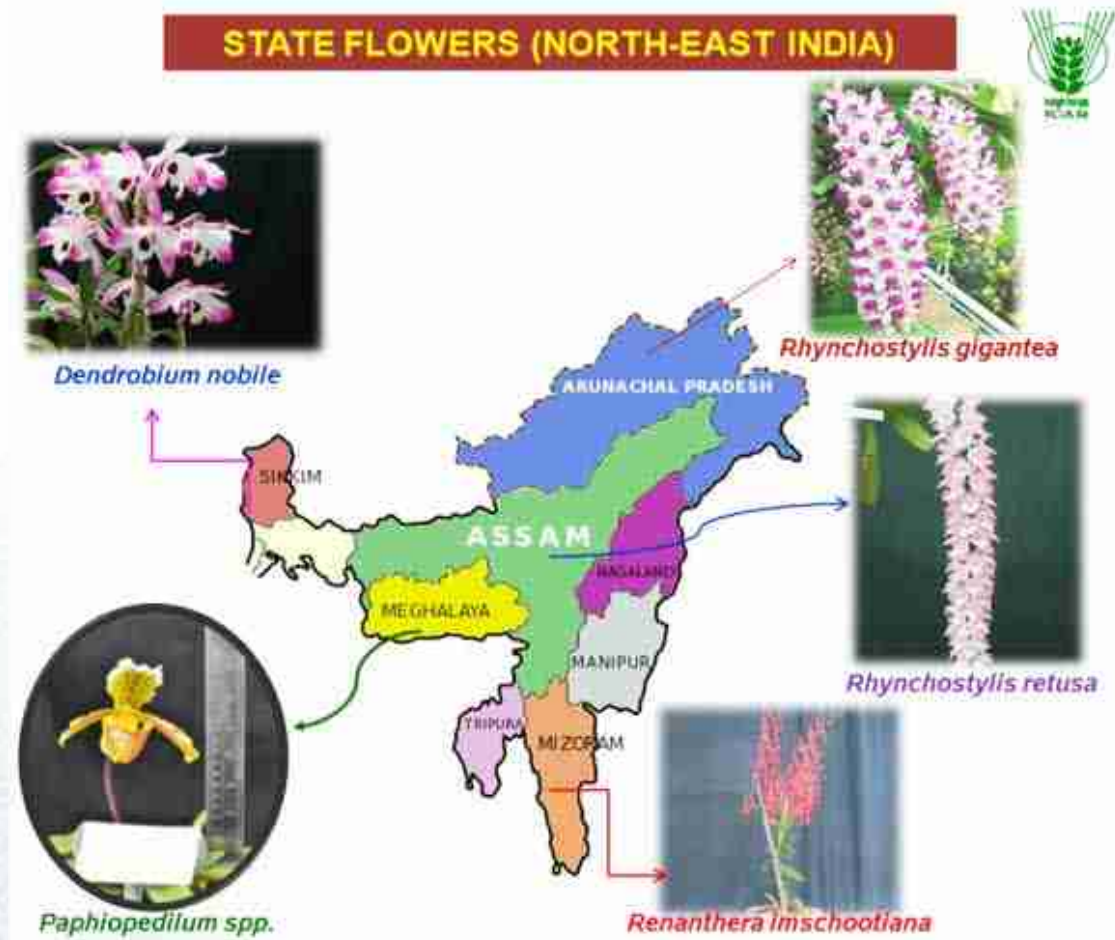 STATE FLOWERS (NORTH-EAST INDIA)
Dendrobium nobile
Rhynchostylis gigantea
ARUNACHAL PRADESH
SIKKIM
ASSAM
NAGALAND
MEGHALAYA
MANIPUR
Rhynchostylis retusa
TRIPURA
MIZORAM
Paphiopedilum spp.
Renanthera imschootiana